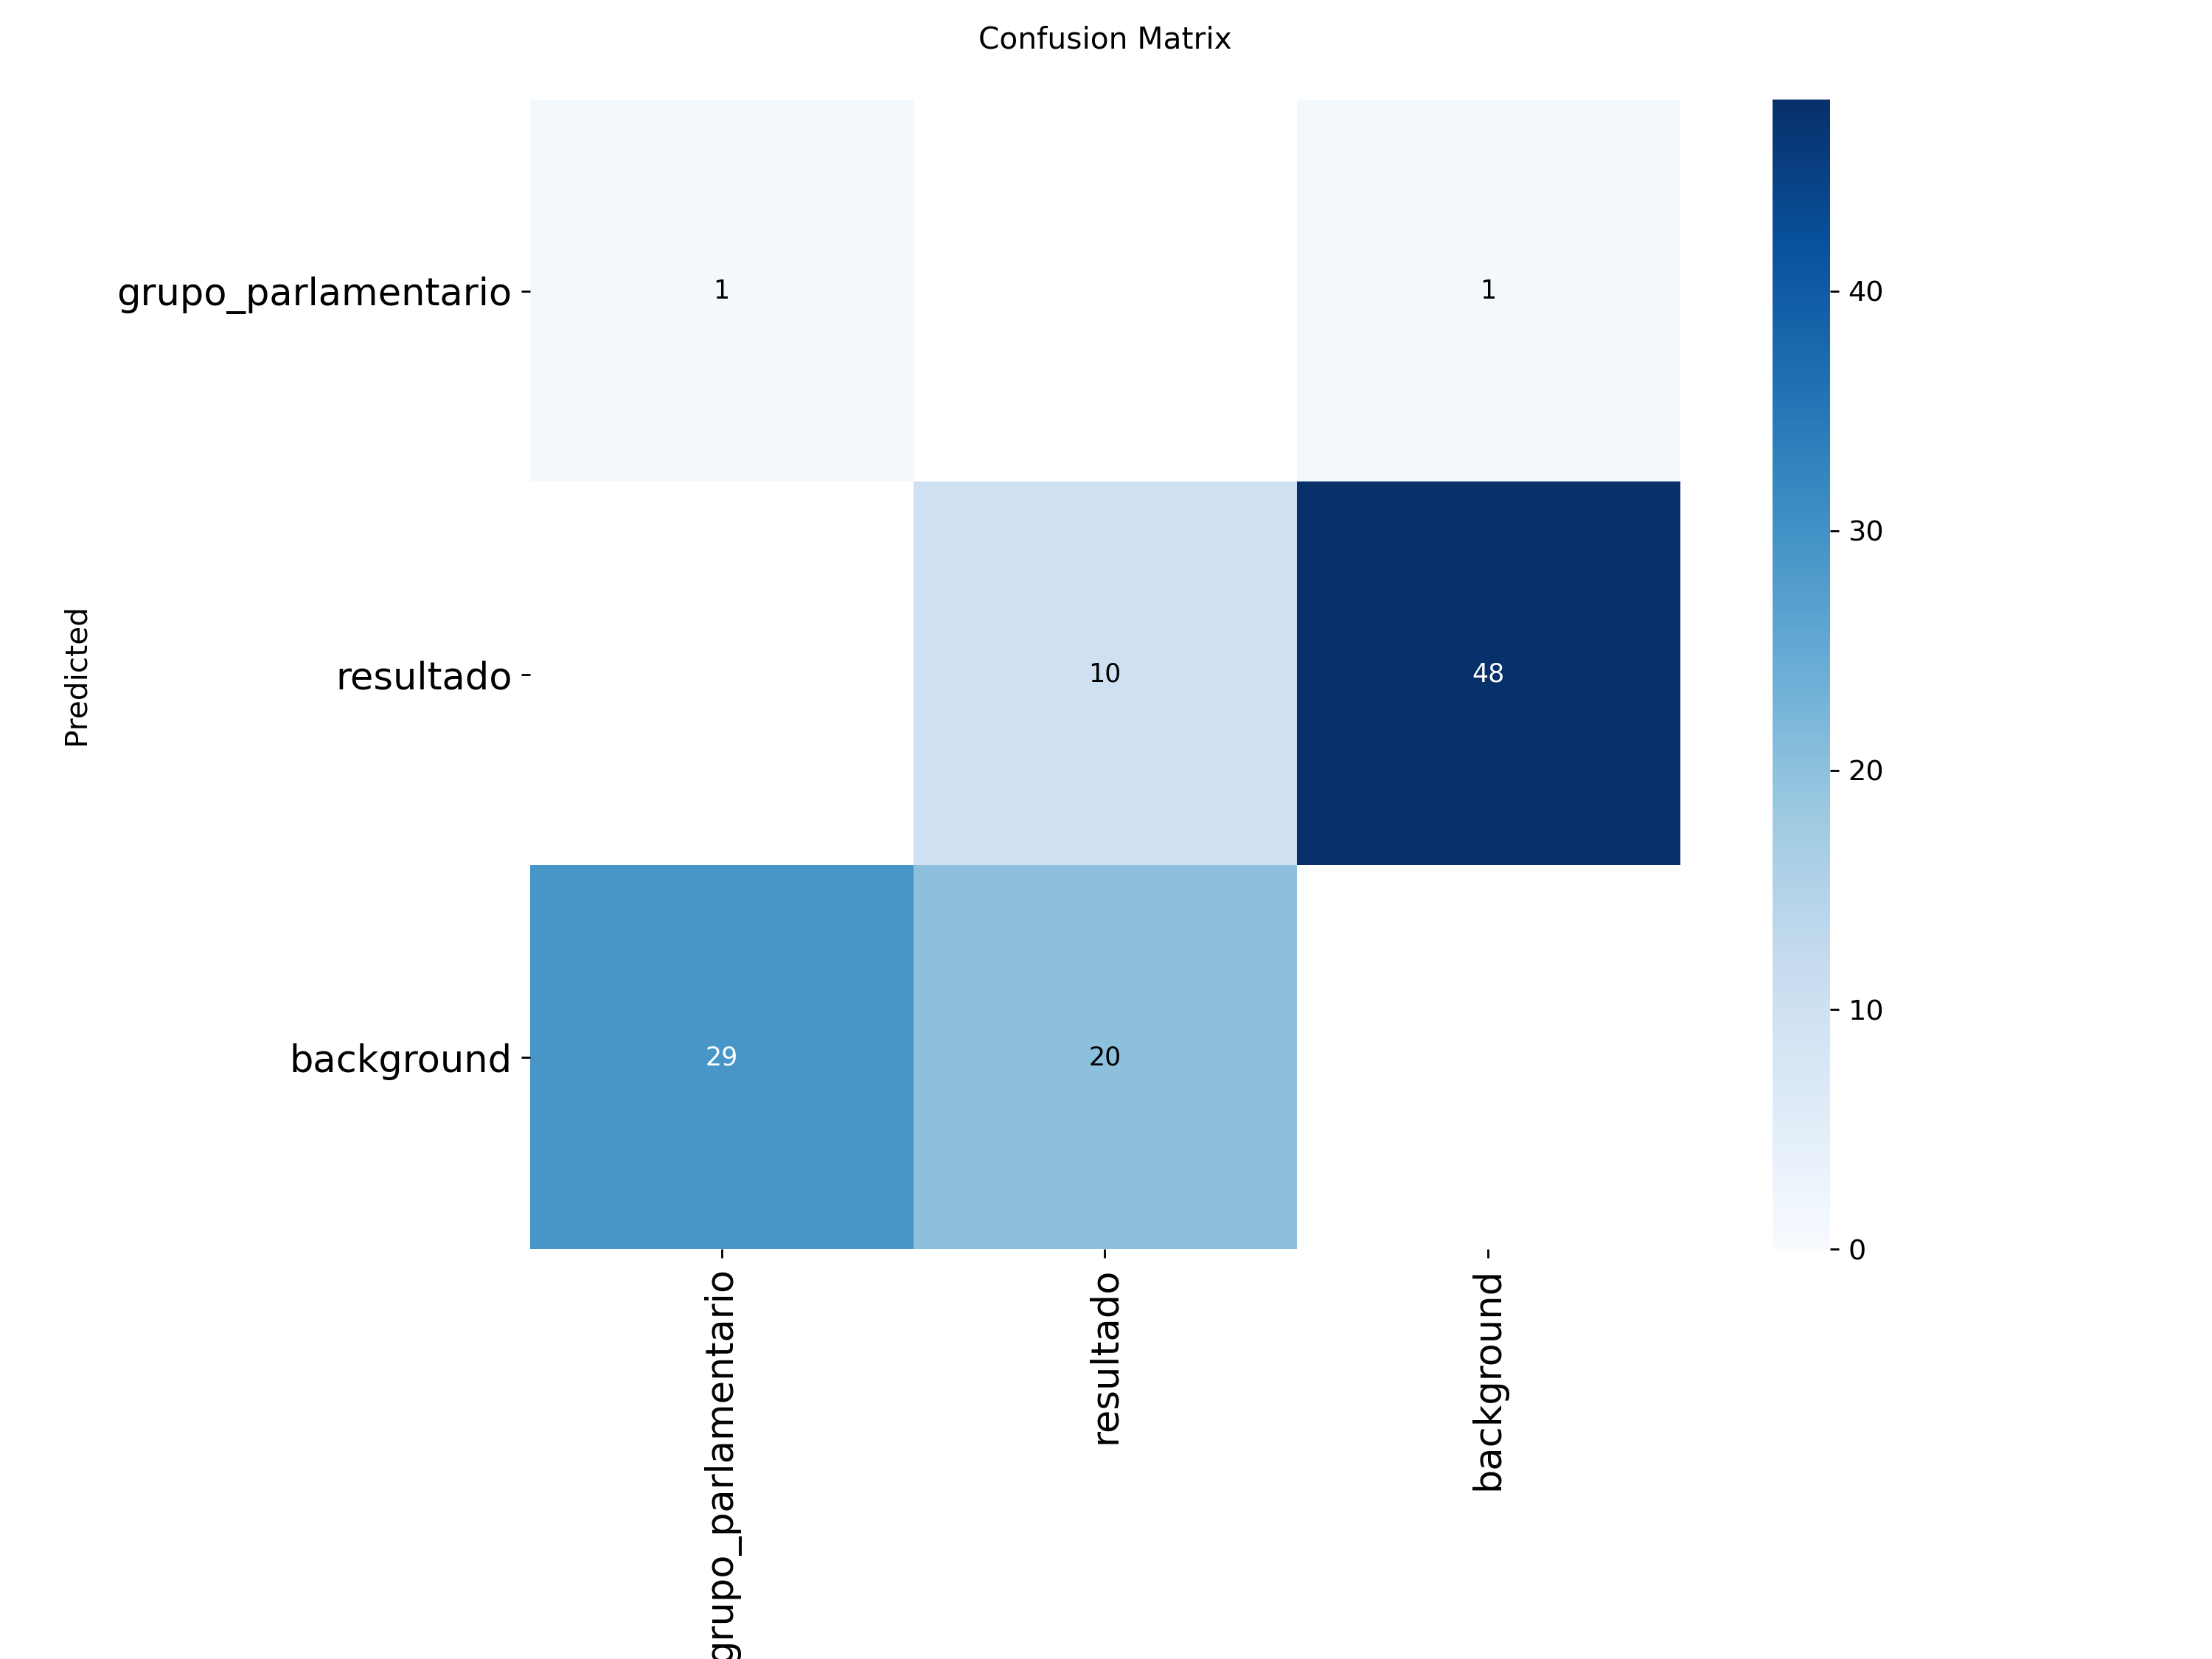 Confusion Matrix
Predicted
grupo_parlamentario
1
1
resultado
10
48
background
29
20
grupo_parlamentario
resultado
background
40
30
20
10
0